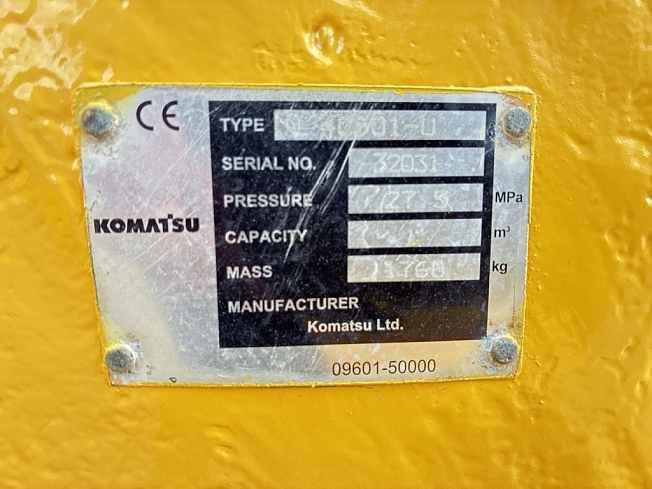 CE
TYPE
SERIAL NO. 32031
PRESSURE 27.5 MPa
KOMATSU
CAPACITY m³
MASS 1760 kg
MANUFACTURER
Komatsu Ltd.
09601-50000